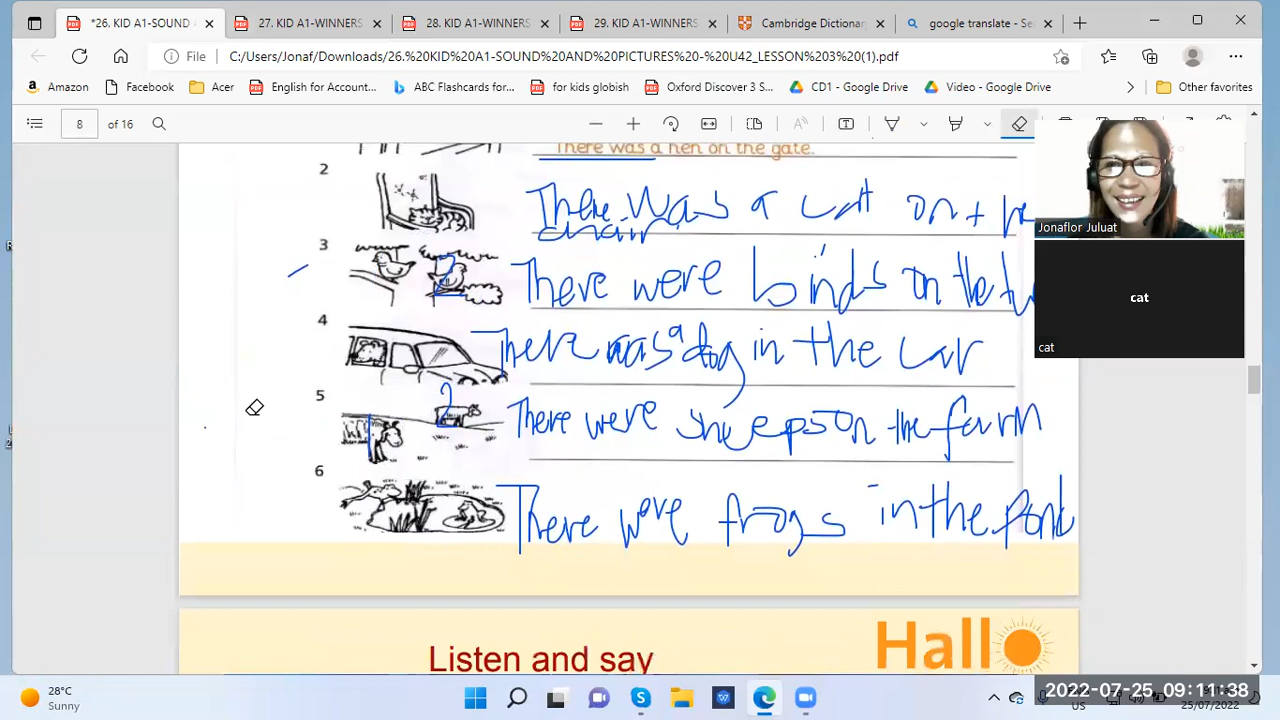 *26. KID A1-SOUND 27. KID A1-WINNERS 28. KID A1-WINNERS 29. KID A1-WINNERS Cambridge Dictionar google translate - Se
File C:/Users/Jonaf/Downloads/26.%20KID%20A1-SOUND%20AND%20PICTURES%20-%20U42_LESSON%203%20(1).pdf
Amazon Facebook Acer English for Accou... ABC Flashcards for... for kids globish Oxford Discover 3 S... CD1 - Google Drive Video - Google Drive Other favorites
8 of 16
There was a hen on the gate.
2 There was a cat on the
chair
3 There were birds on the
2
4 There was a dog in the car
5 There were sheeps on the farm
2
6 There were frogs in the pond
Jonaflor Juluat
cat
cat
Listen and say
Hall
28°C
Sunny
US
25/07/2022
2022-07-25, 09:11:38